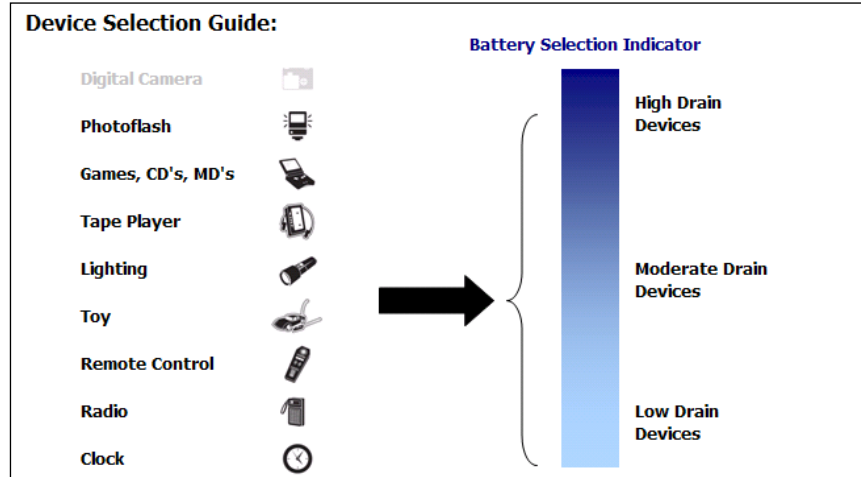 Device Selection Guide:
Battery Selection Indicator
Digital Camera
Photoflash
Games, CD's, MD's
Tape Player
Lighting
Toy
Remote Control
Radio
Clock
High Drain
Devices
Moderate Drain
Devices
Low Drain
Devices